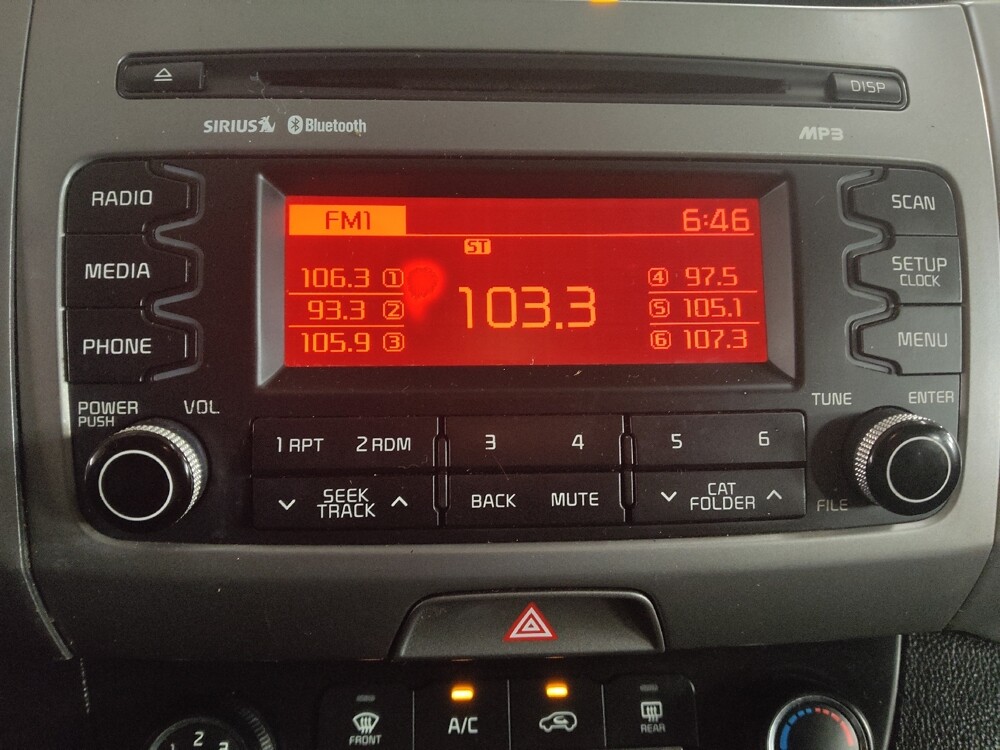 DISP
SIRIUS Bluetooth
MP3
RADIO
MEDIA
PHONE
FM1 6:46
ST
106.3 1
93.3 2
105.9 3
103.3
4 97.5
5 105.1
6 107.3
SCAN
SETUP
CLOCK
MENU
POWER
PUSH
VOL
TUNE
ENTER
FILE
1 RPT 2 RDM 3 4 5 6
SEEK
TRACK
BACK MUTE
CAT
FOLDER
FRONT
A/C
REAR
1 2 3